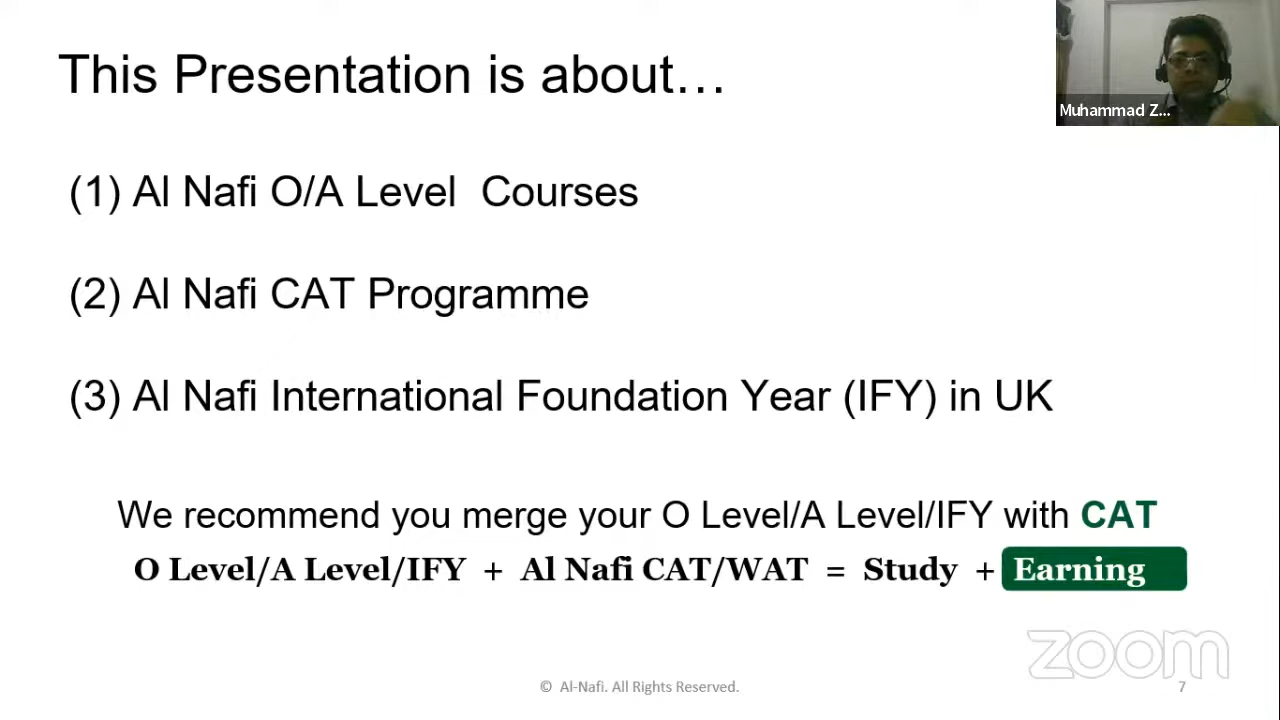 This Presentation is about…
Muhammad Z...
(1) Al Nafi O/A Level Courses
(2) Al Nafi CAT Programme
(3) Al Nafi International Foundation Year (IFY) in UK
We recommend you merge your O Level/A Level/IFY with CAT
O Level/A Level/IFY + Al Nafi CAT/WAT = Study + Earning
zoom
© Al-Nafi. All Rights Reserved.
7